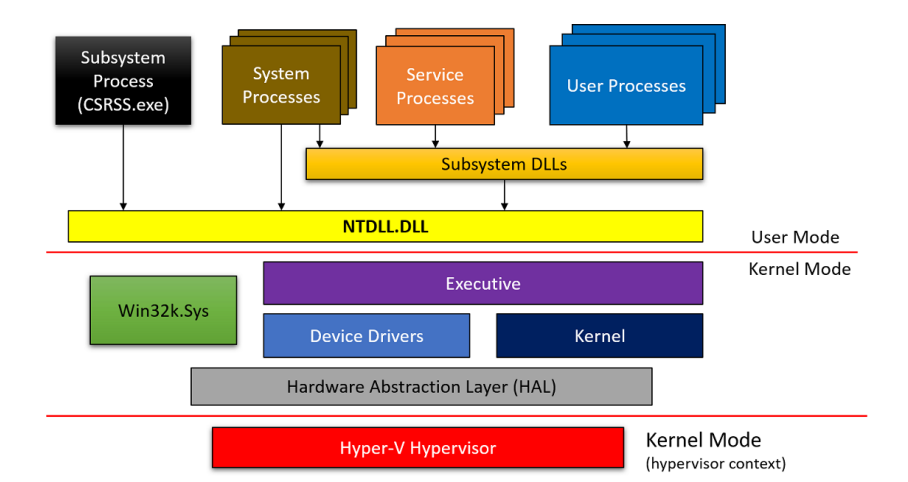 Subsystem
Process
(CSRSS.exe)
System
Processes
Service
Processes
User Processes
Subsystem DLLs
NTDLL.DLL
User Mode
Kernel Mode
Executive
Win32k.Sys
Device Drivers
Kernel
Hardware Abstraction Layer (HAL)
Hyper-V Hypervisor
Kernel Mode
(hypervisor context)